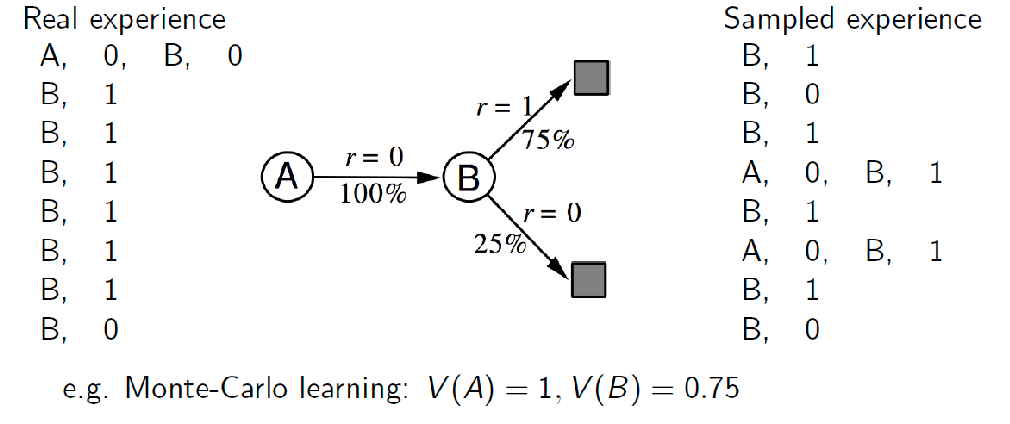 Real experience
A, 0, B, 0
B, 1
B, 1
B, 1
B, 1
B, 1
B, 1
B, 0
A
r = 0
100%
B
r = 1
75%
r = 0
25%
Sampled experience
B, 1
B, 0
B, 1
A, 0, B, 1
B, 1
A, 0, B, 1
B, 1
B, 0
e.g. Monte-Carlo learning: V(A) = 1, V(B) = 0.75